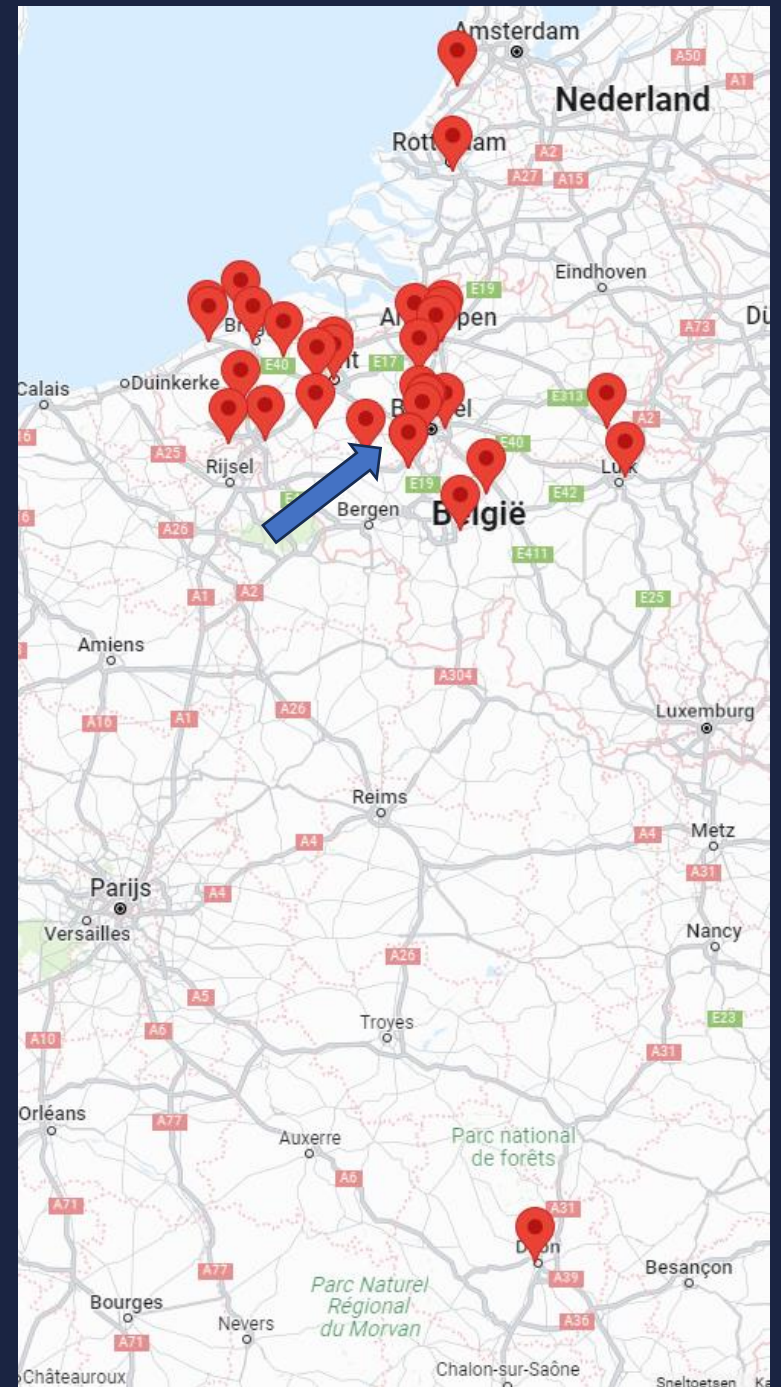 Amsterdam
A50
A1
Nederland
A2
A27
A15
Eindhoven
E19
A73
E40
E17
Calais
Duinkerke
E313
A2
A25
E40
Rijsel
E19
E42
Bergen
België
A26
E411
A1
A2
E25
Amiens
A304
A26
Luxemburg
A16
A1
Reims
A4
A4
Metz
A31
Parijs
A4
Versailles
Nancy
A26
A5
E23
A10
A6
Troyes
A31
Orléans
A77
Auxerre
Parc national
de forêts
A6
A71
A31
A77
Besançon
A39
Parc Naturel
Régional
du Morvan
Bourges
Nevers
A36
A71
Chalon-sur-Saône
Châteauroux
Sneltoetsen